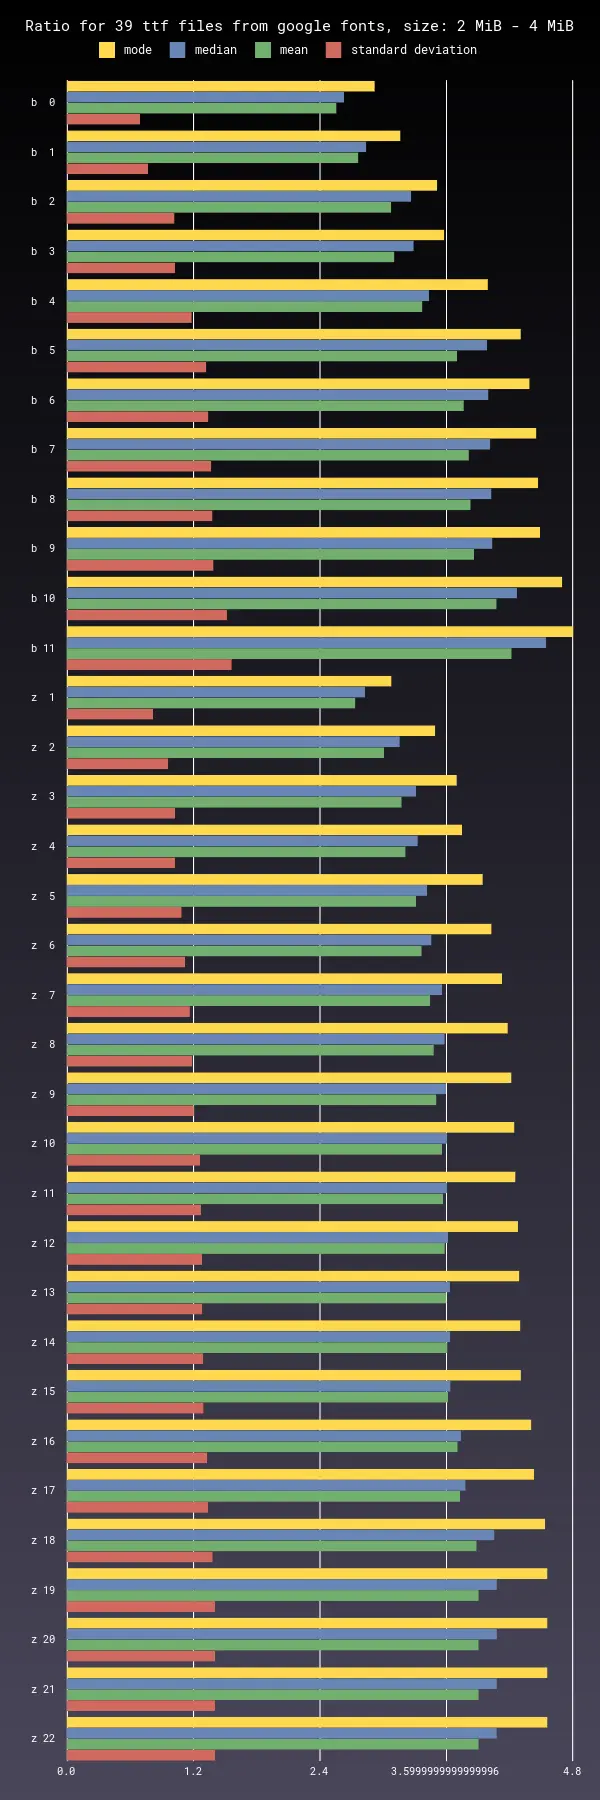 Ratio for 39 ttf files from google fonts, size: 2 MiB - 4 MiB
mode median mean standard deviation
b 0
b 1
b 2
b 3
b 4
b 5
b 6
b 7
b 8
b 9
b 10
b 11
z 1
z 2
z 3
z 4
z 5
z 6
z 7
z 8
z 9
z 10
z 11
z 12
z 13
z 14
z 15
z 16
z 17
z 18
z 19
z 20
z 21
z 22
0.0 1.2 2.4 3.5999999999999996 4.8